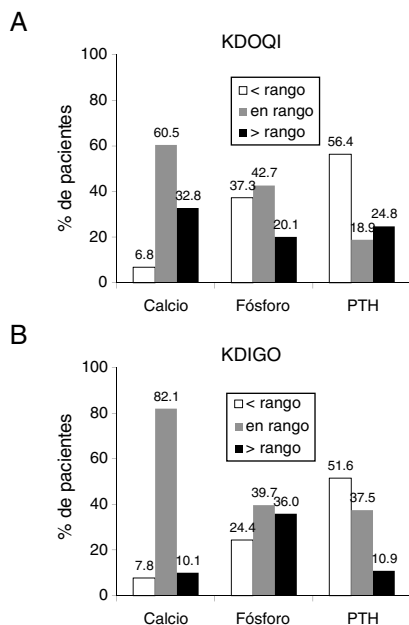 A
KDOQI
% de pacientes
100
80
60
40
20
0
< rango
en rango
> rango
6.8
60.5
32.8
37.3
42.7
20.1
56.4
18.9
24.8
Calcio
Fósforo
PTH
B
KDIGO
% de pacientes
100
80
60
40
20
0
< rango
en rango
> rango
7.8
82.1
10.1
24.4
39.7
36.0
51.6
37.5
10.9
Calcio
Fósforo
PTH